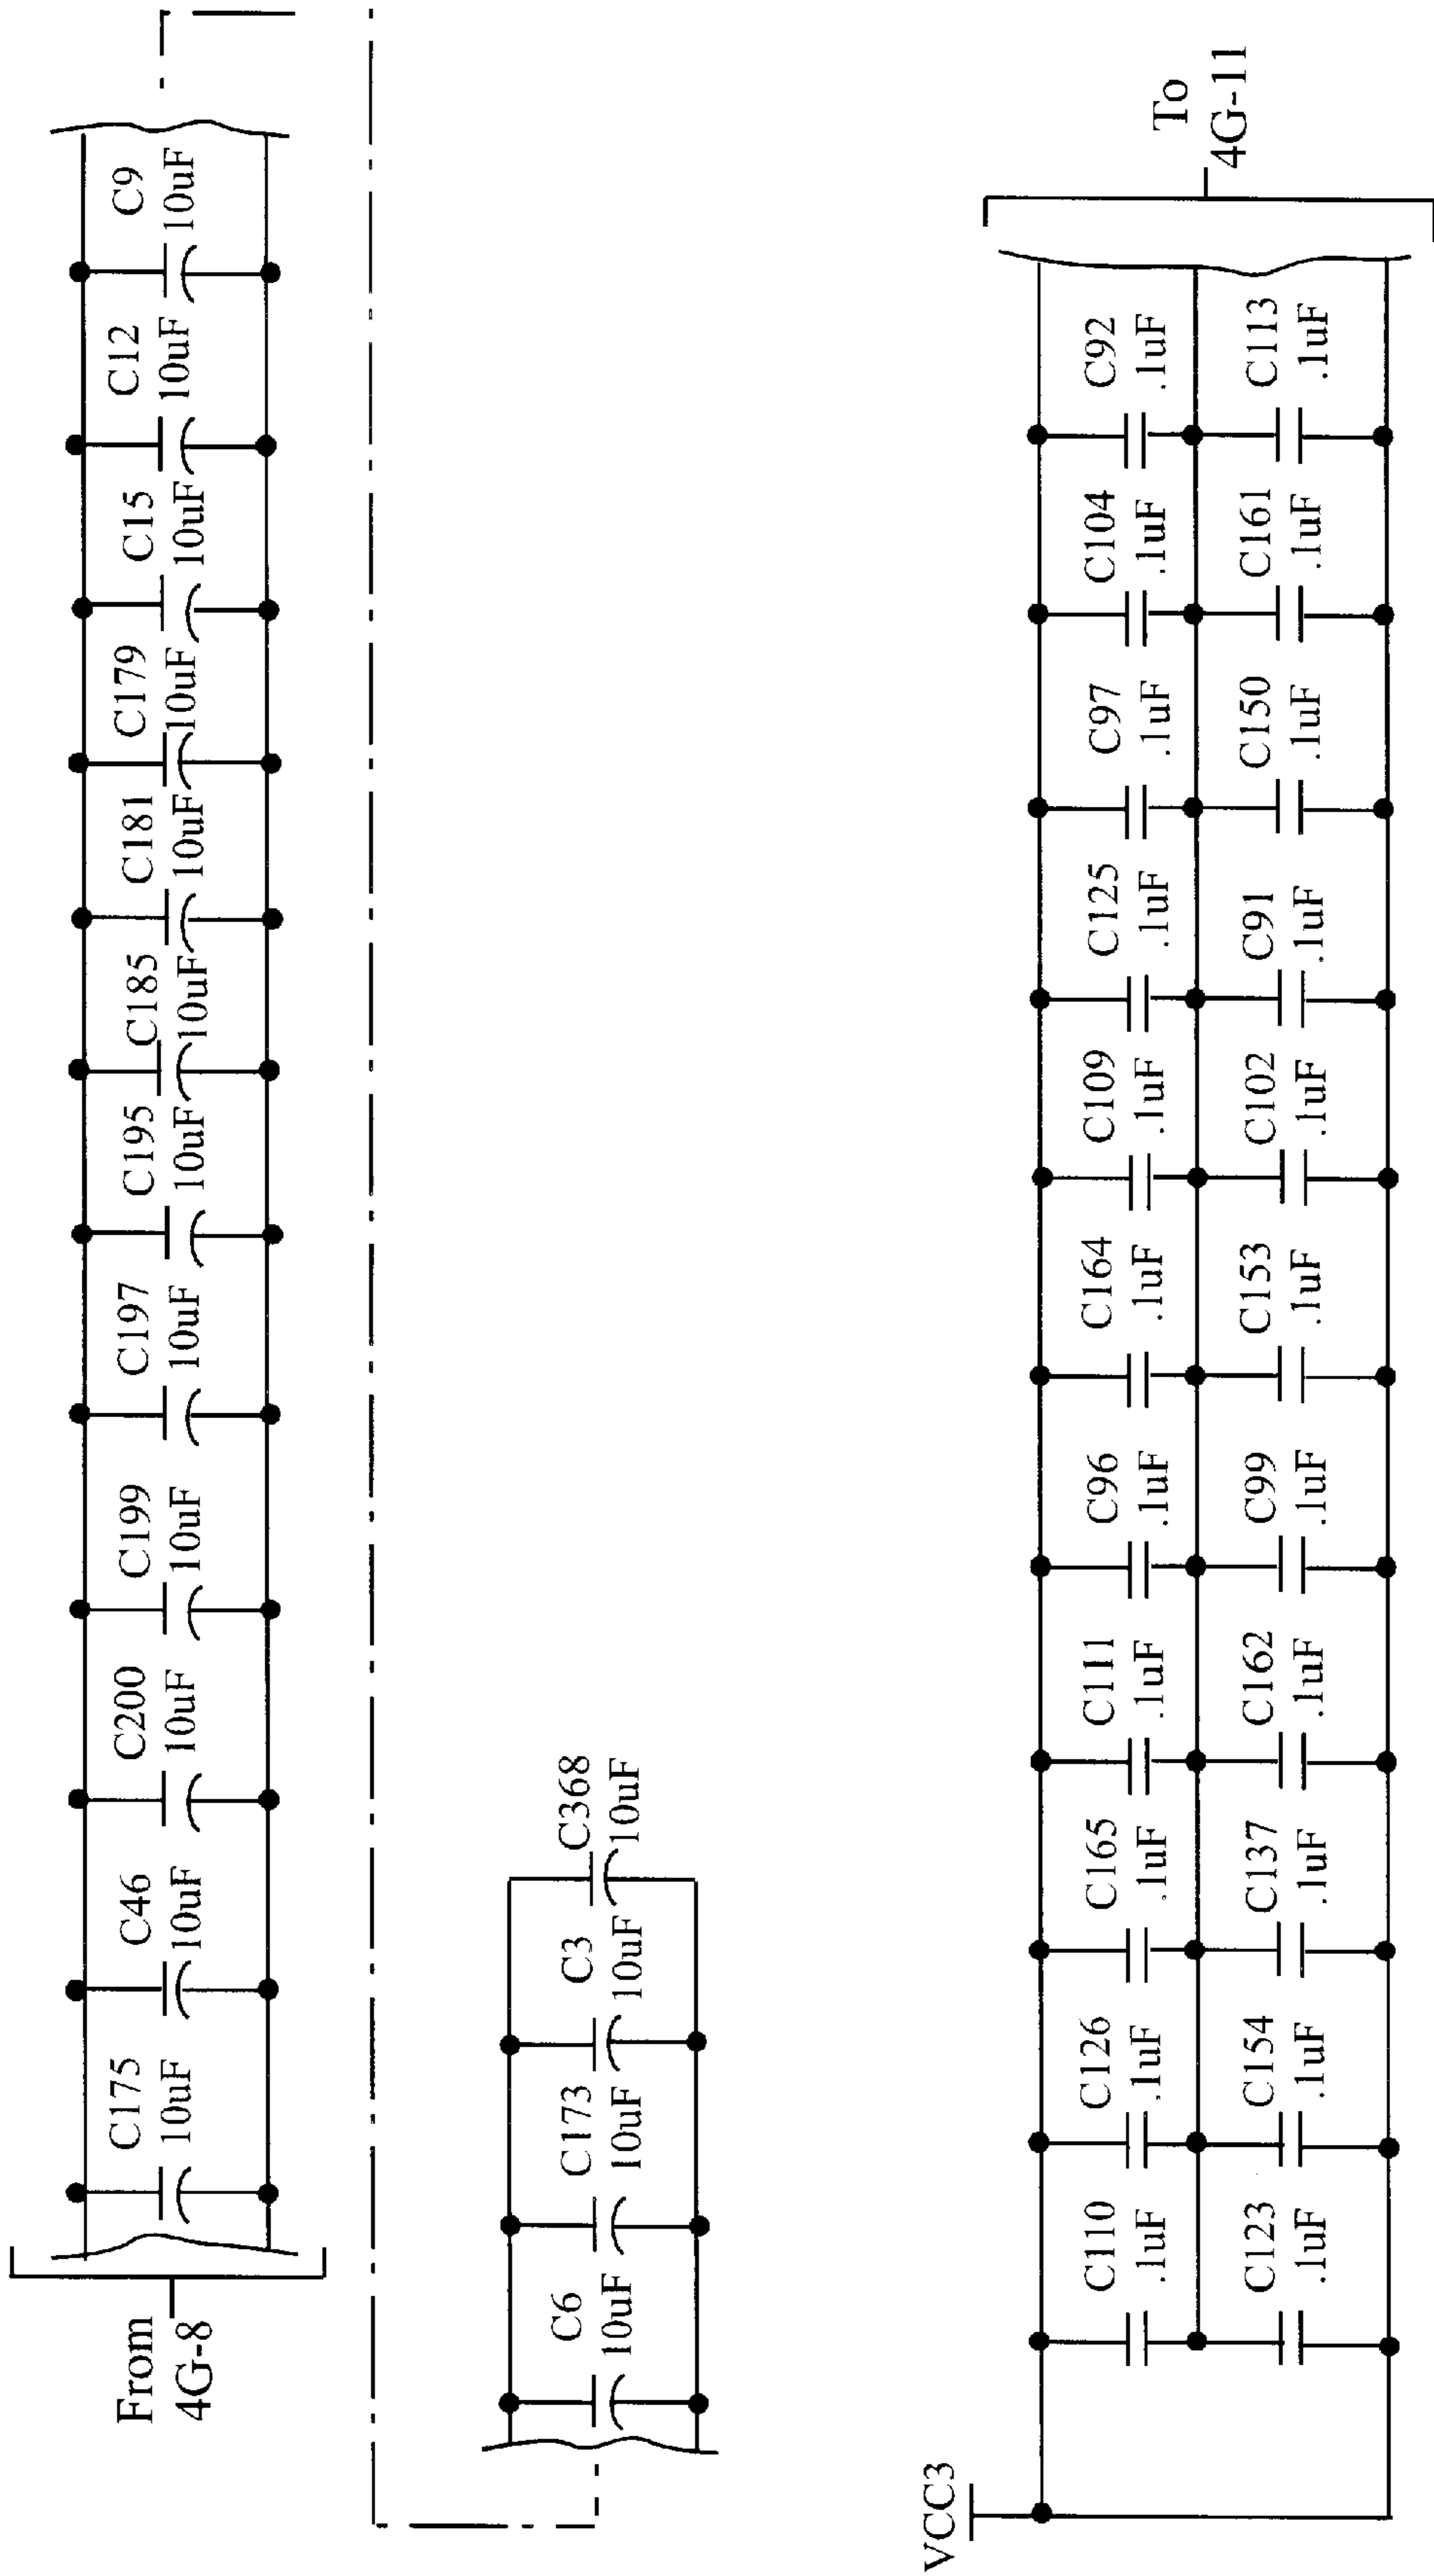 From
4G-8
C175
10uF
C46
10uF
C200
10uF
C199
10uF
C197
10uF
C195
10uF
C185
10uF
C181
10uF
C179
10uF
C15
10uF
C12
10uF
C9
10uF
C6
10uF
C173
10uF
C3
10uF
C368
10uF
VCC3
C110
.1uF
C126
.1uF
C165
.1uF
C111
.1uF
C96
.1uF
C164
.1uF
C109
.1uF
C125
.1uF
C97
.1uF
C104
.1uF
C92
.1uF
C123
.1uF
C154
.1uF
C137
.1uF
C162
.1uF
C99
.1uF
C153
.1uF
C102
.1uF
C91
.1uF
C150
.1uF
C161
.1uF
C113
.1uF
To
4G-11